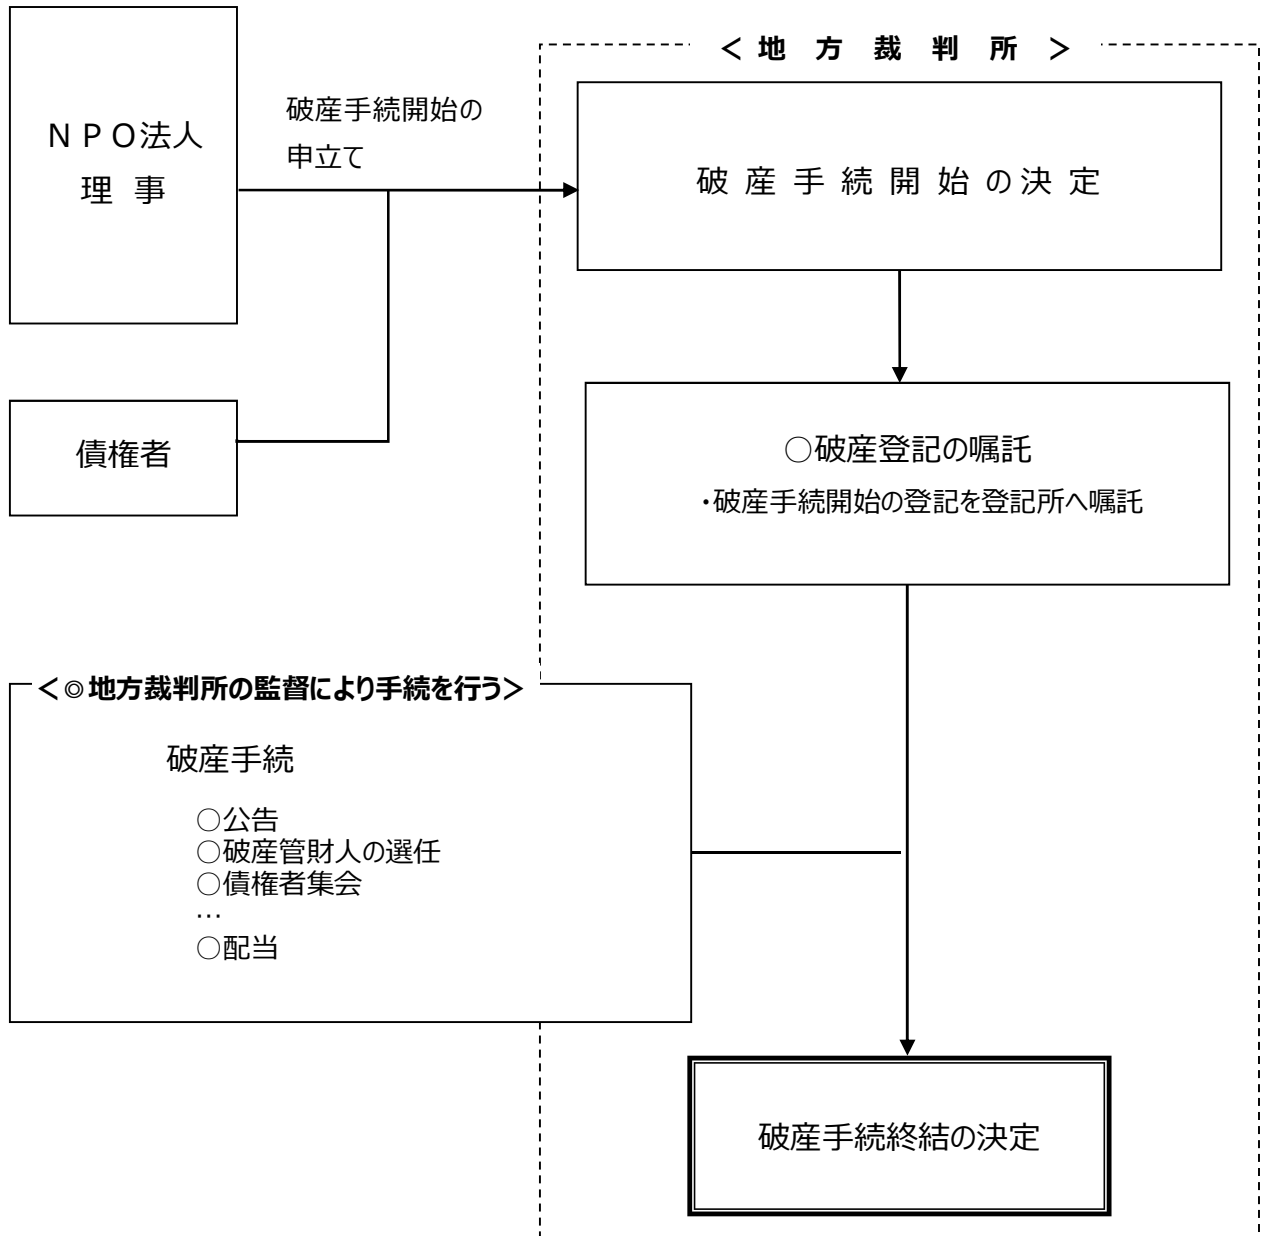 ＜ 地 方 裁 判 所 ＞
ＮＰＯ法人
理 事
破産手続開始の
申立て
破 産 手 続 開 始 の 決 定
債権者
○破産登記の嘱託
・破産手続開始の登記を登記所へ嘱託
＜◎地方裁判所の監督により手続を行う＞
破産手続
○公告
○破産管財人の選任
○債権者集会
…
○配当
破産手続終結の決定